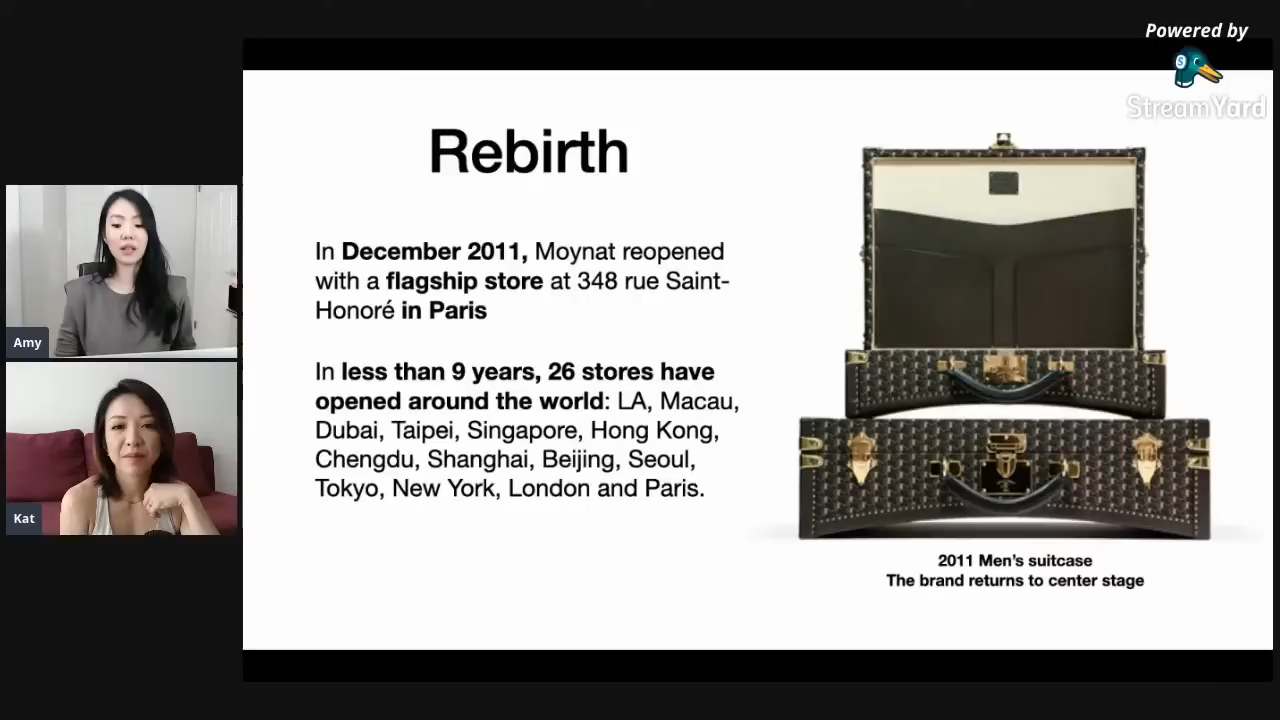 Powered by
StreamYard
Rebirth
In December 2011, Moynat reopened
with a flagship store at 348 rue Saint-
Honoré in Paris
In less than 9 years, 26 stores have
opened around the world: LA, Macau,
Dubai, Taipei, Singapore, Hong Kong,
Chengdu, Shanghai, Beijing, Seoul,
Tokyo, New York, London and Paris.
2011 Men's suitcase
The brand returns to center stage
Amy
Kat